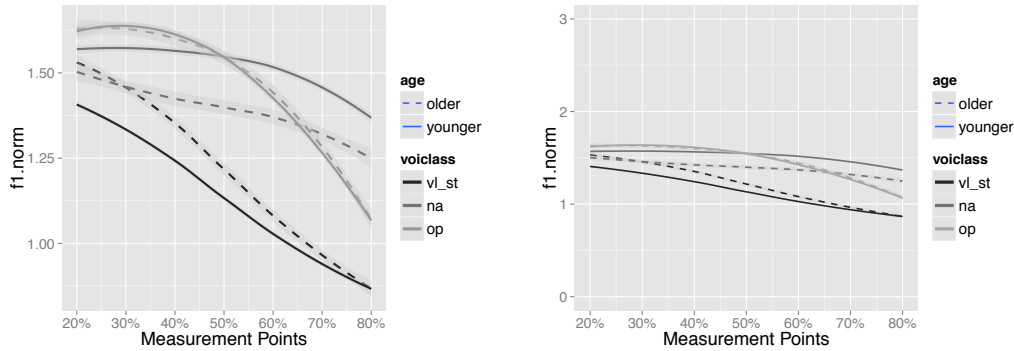 f1.norm
1.50
1.25
1.00
20% 30% 40% 50% 60% 70% 80%
Measurement Points
age
older
younger
voiclass
vl_st
na
op
f1.norm
3
2
1
0
20% 30% 40% 50% 60% 70% 80%
Measurement Points
age
older
younger
voiclass
vl_st
na
op